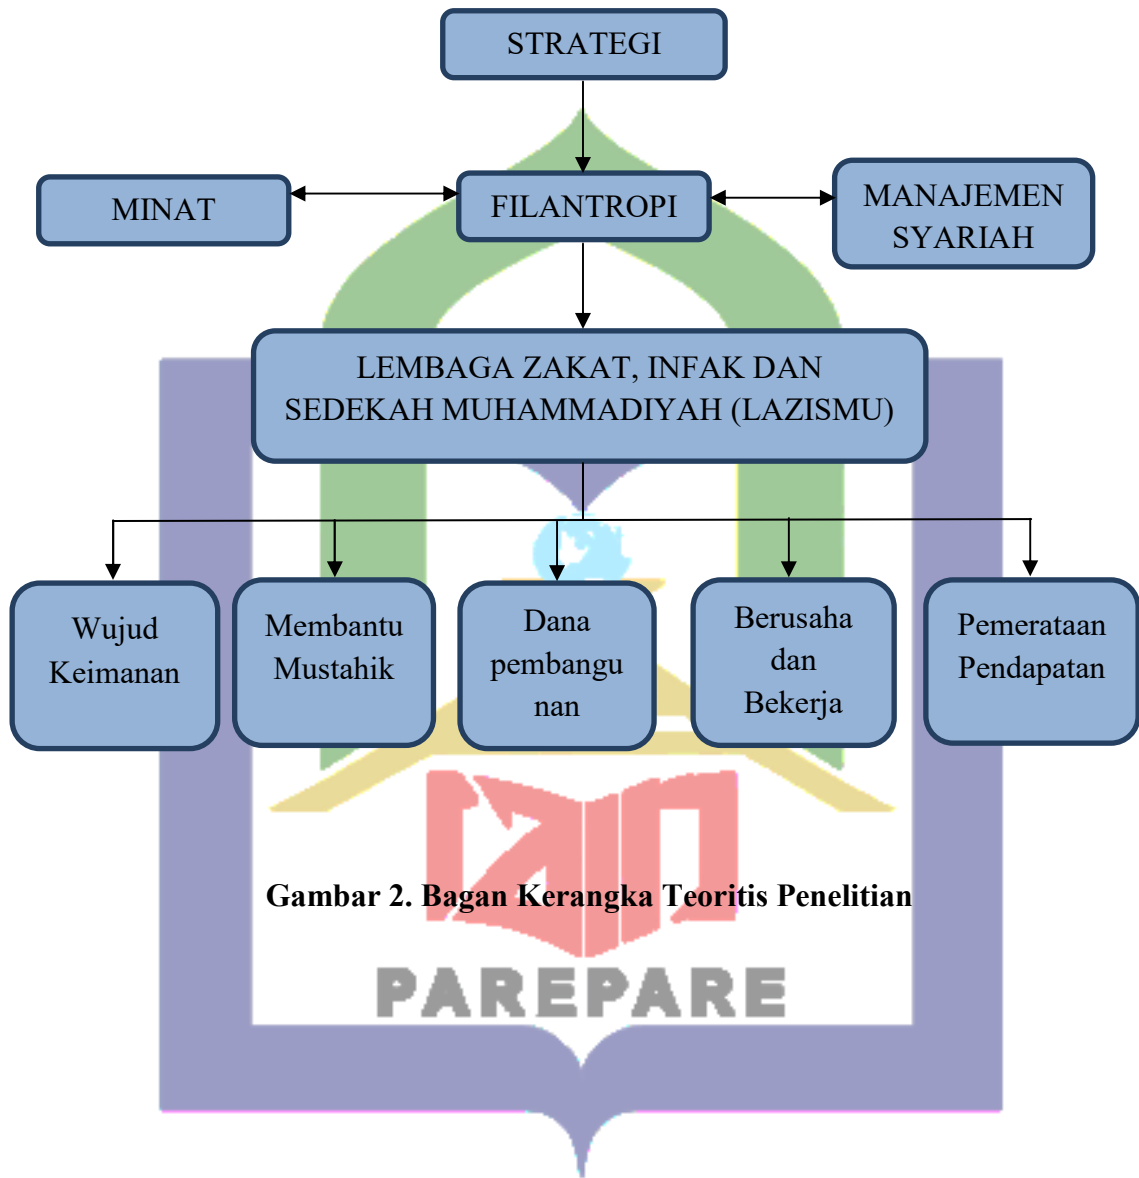 STRATEGI
MINAT
FILANTROPI
MANAJEMEN
SYARIAH
LEMBAGA ZAKAT, INFAK DAN
SEDEKAH MUHAMMADIYAH (LAZISMU)
Wujud
Keimanan
Membantu
Mustahik
Dana
pembangu
nan
Berusaha
dan
Bekerja
Pemerataan
Pendapatan
Gambar 2. Bagan Kerangka Teoritis Penelitian
IAIN
PAREPARE